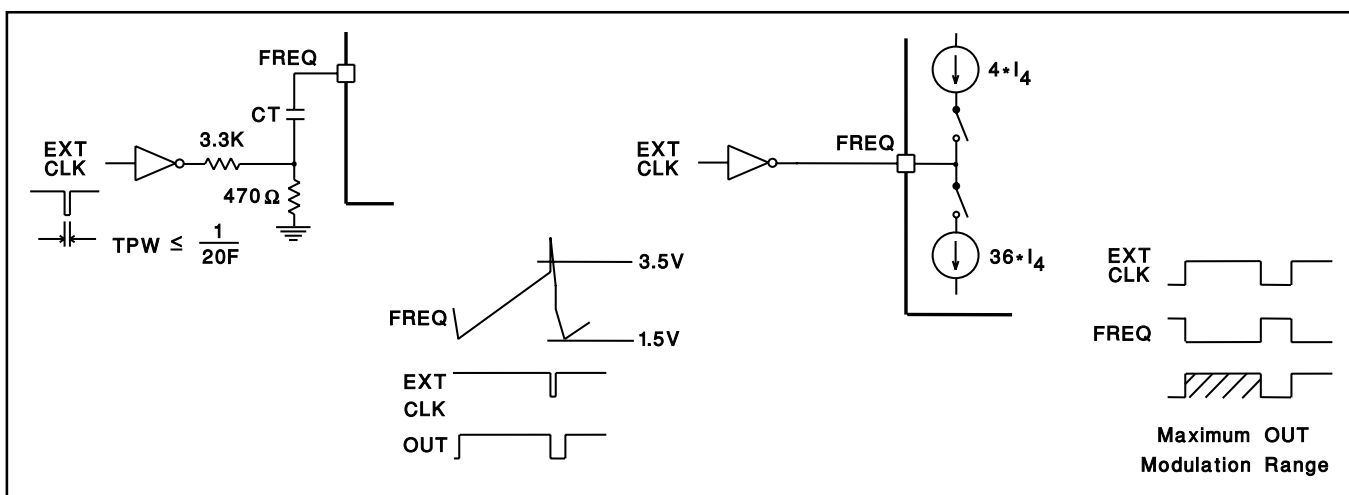 FREQ
CT
3.3K
EXT
CLK
470Ω
TPW ≤ 1/20F
3.5V
FREQ
1.5V
EXT
CLK
OUT
4*I4
FREQ
EXT
CLK
36*I4
EXT
CLK
FREQ
Maximum OUT
Modulation Range